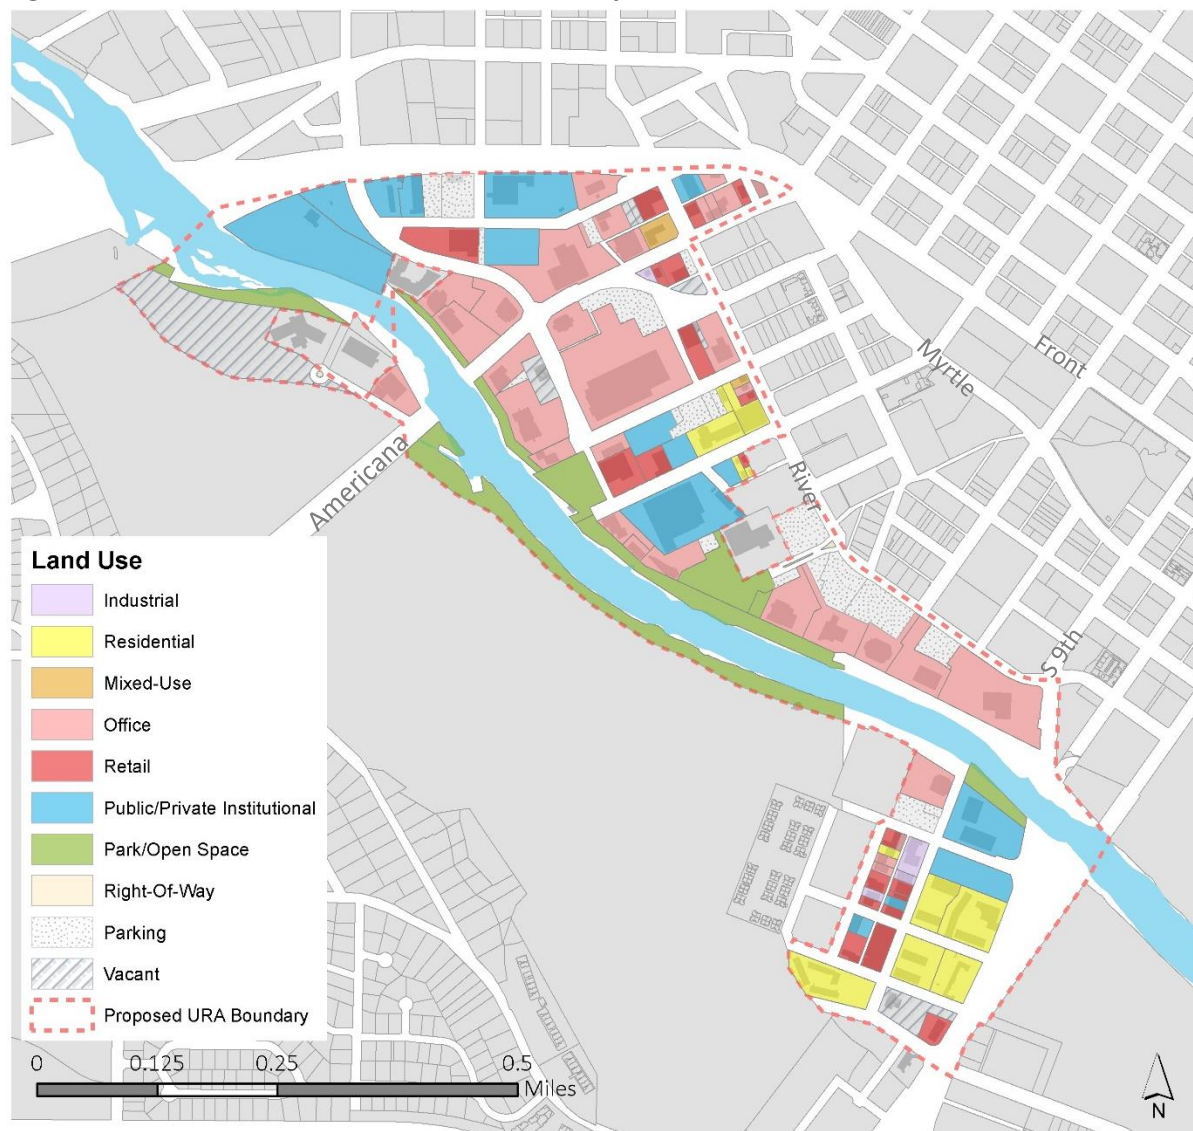 Myrtle
Front
River
Americana
S 9th
Land Use
Industrial
Residential
Mixed-Use
Office
Retail
Public/Private Institutional
Park/Open Space
Right-Of-Way
Parking
Vacant
Proposed URA Boundary
0 0.125 0.25 0.5
Miles
N